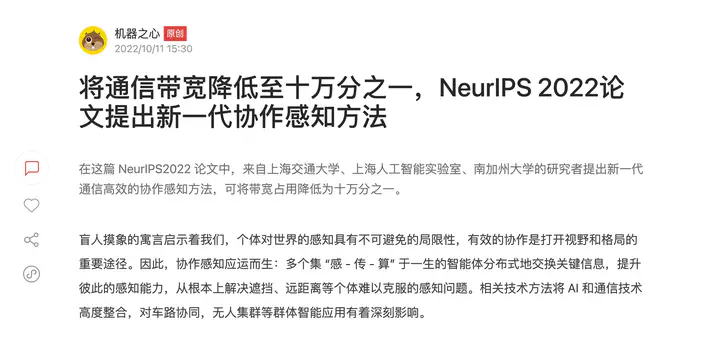 机器之心 原创
2022/10/11 15:30
将通信带宽降低至十万分之一，NeurIPS 2022论
文提出新一代协作感知方法
在这篇 NeurIPS2022 论文中，来自上海交通大学、上海人工智能实验室、南加州大学的研究者提出新一代
通信高效的协作感知方法，可将带宽占用降低为十万分之一。
盲人摸象的寓言启示着我们，个体对世界的感知具有不可避免的局限性，有效的协作是打开视野和格局的
重要途径。因此，协作感知应运而生：多个集 “感 - 传 - 算” 于一生的智能体分布式地交换关键信息，提升
彼此的感知能力，从根本上解决遮挡、远距离等个体难以克服的感知问题。相关技术方法将 AI 和通信技术
高度整合，对车路协同，无人集群等群体智能应用有着深刻影响。